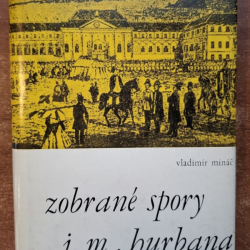 vladimír mináč
zobrané spory
j. m. hurbana